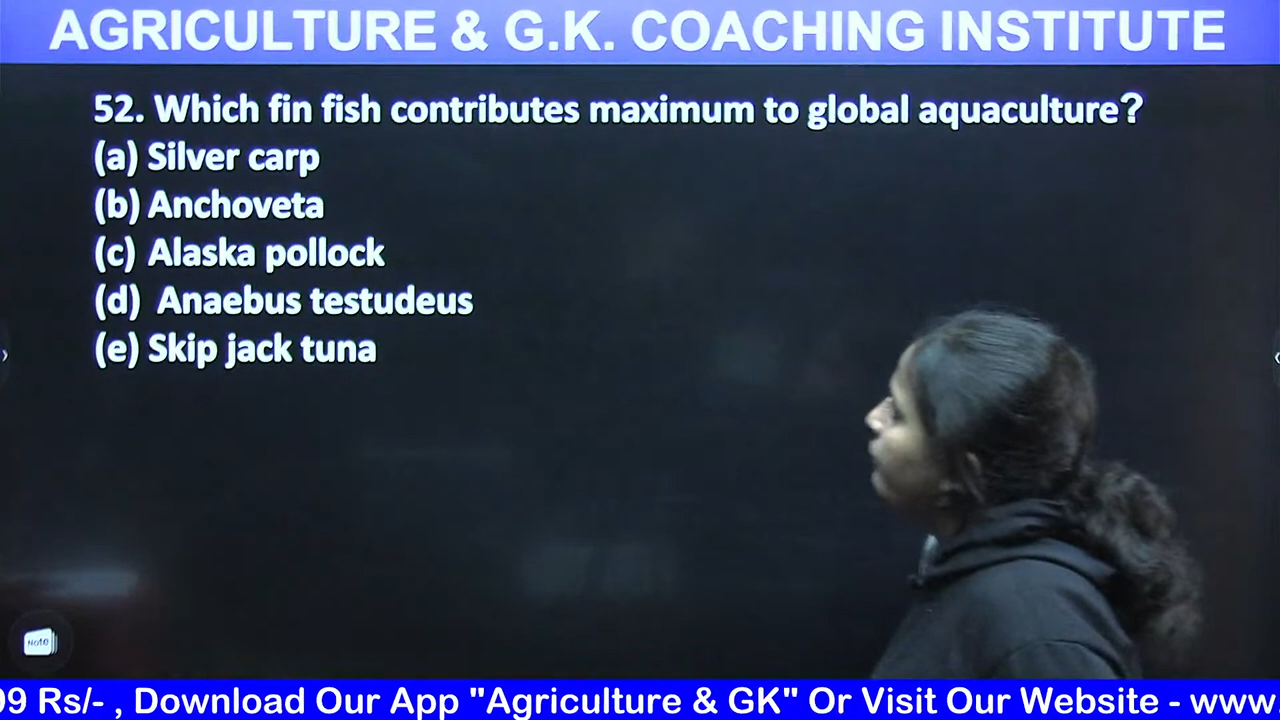 AGRICULTURE & G.K. COACHING INSTITUTE
52. Which fin fish contributes maximum to global aquaculture?
(a) Silver carp
(b) Anchoveta
(c) Alaska pollock
(d) Anaebus testudeus
(e) Skip jack tuna
Note
99 Rs/- , Download Our App "Agriculture & GK" Or Visit Our Website - www.